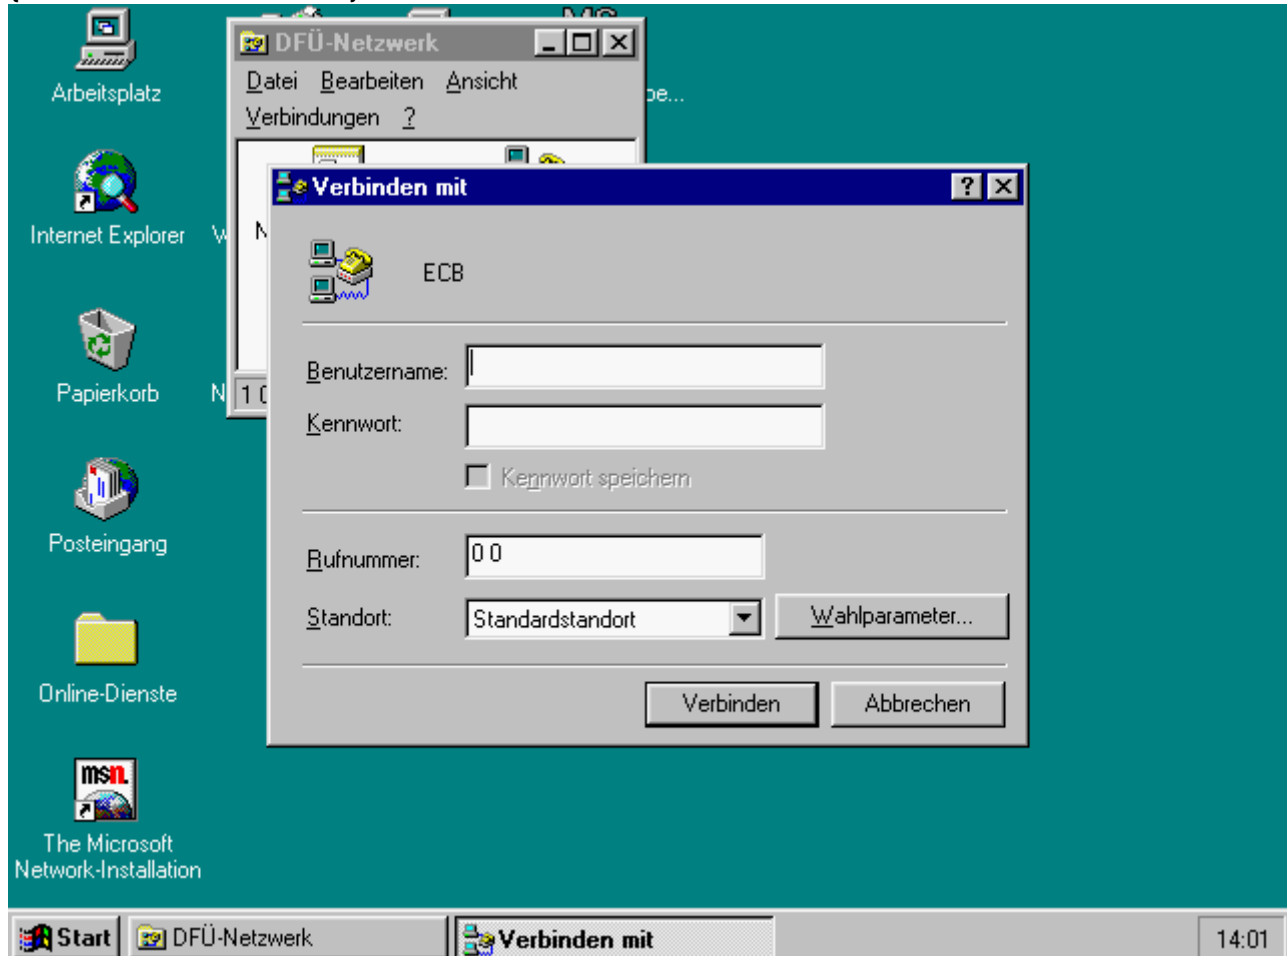 MS
DFÜ-Netzwerk
Datei Bearbeiten Ansicht
Verbindungen ?
Arbeitsplatz
Internet Explorer
Papierkorb
Posteingang
Online-Dienste
msn.
The Microsoft
Network-Installation
Verbinden mit
ECB
Benutzername:
Kennwort:
Kennwort speichern
Rufnummer: 0 0
Standort: Standardstandort Wahlparameter...
Verbinden Abbrechen
Start DFÜ-Netzwerk Verbinden mit 14:01